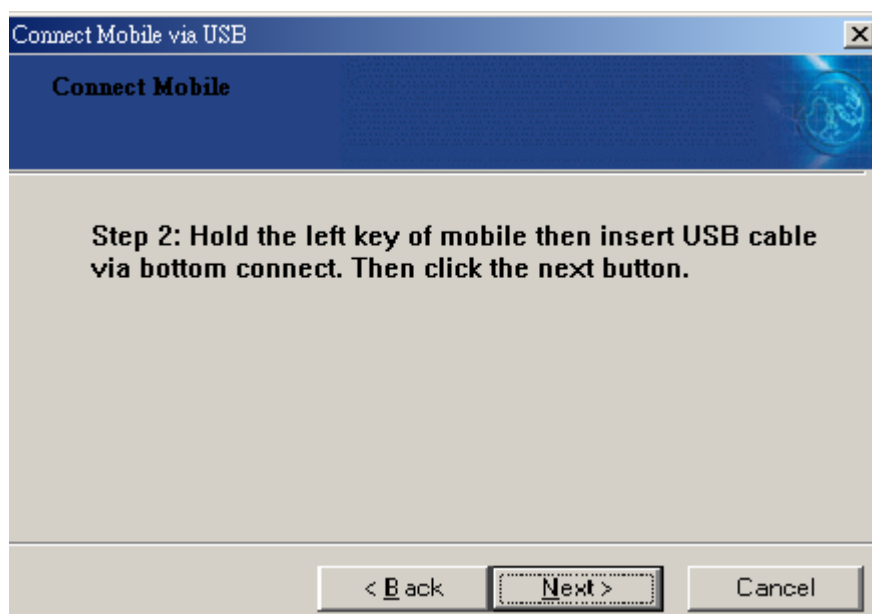 Connect Mobile via USB
Connect Mobile
Step 2: Hold the left key of mobile then insert USB cable
via bottom connect. Then click the next button.
< Back Next > Cancel